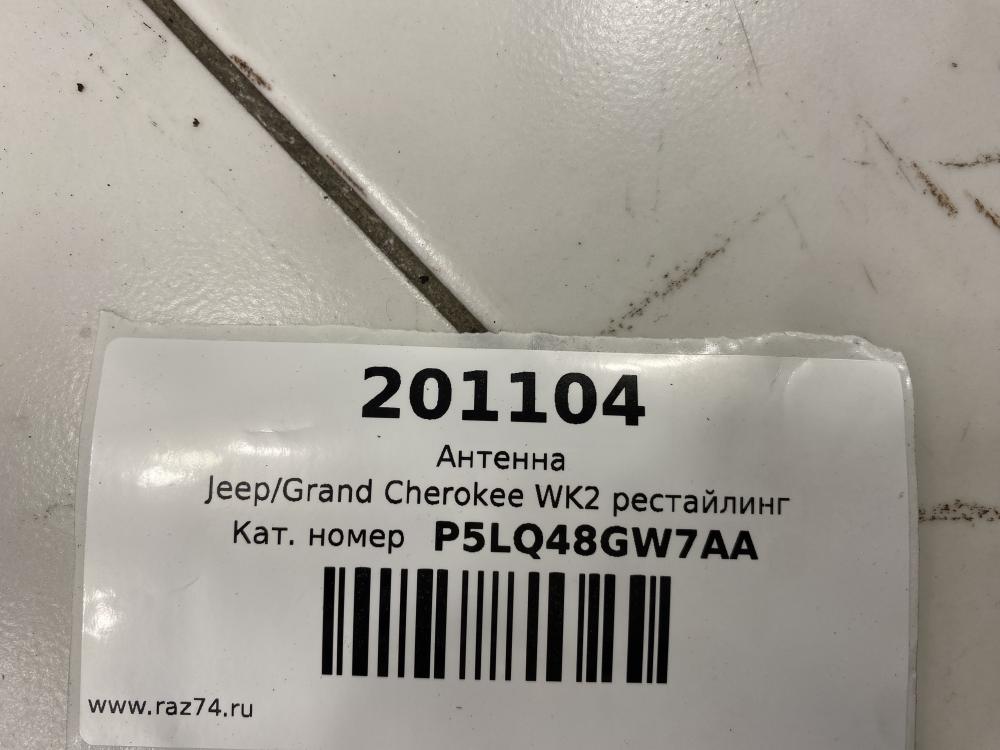 201104
Антенна
Jeep/Grand Cherokee WK2 рестайлинг
Кат. номер P5LQ48GW7AA
www.raz74.ru